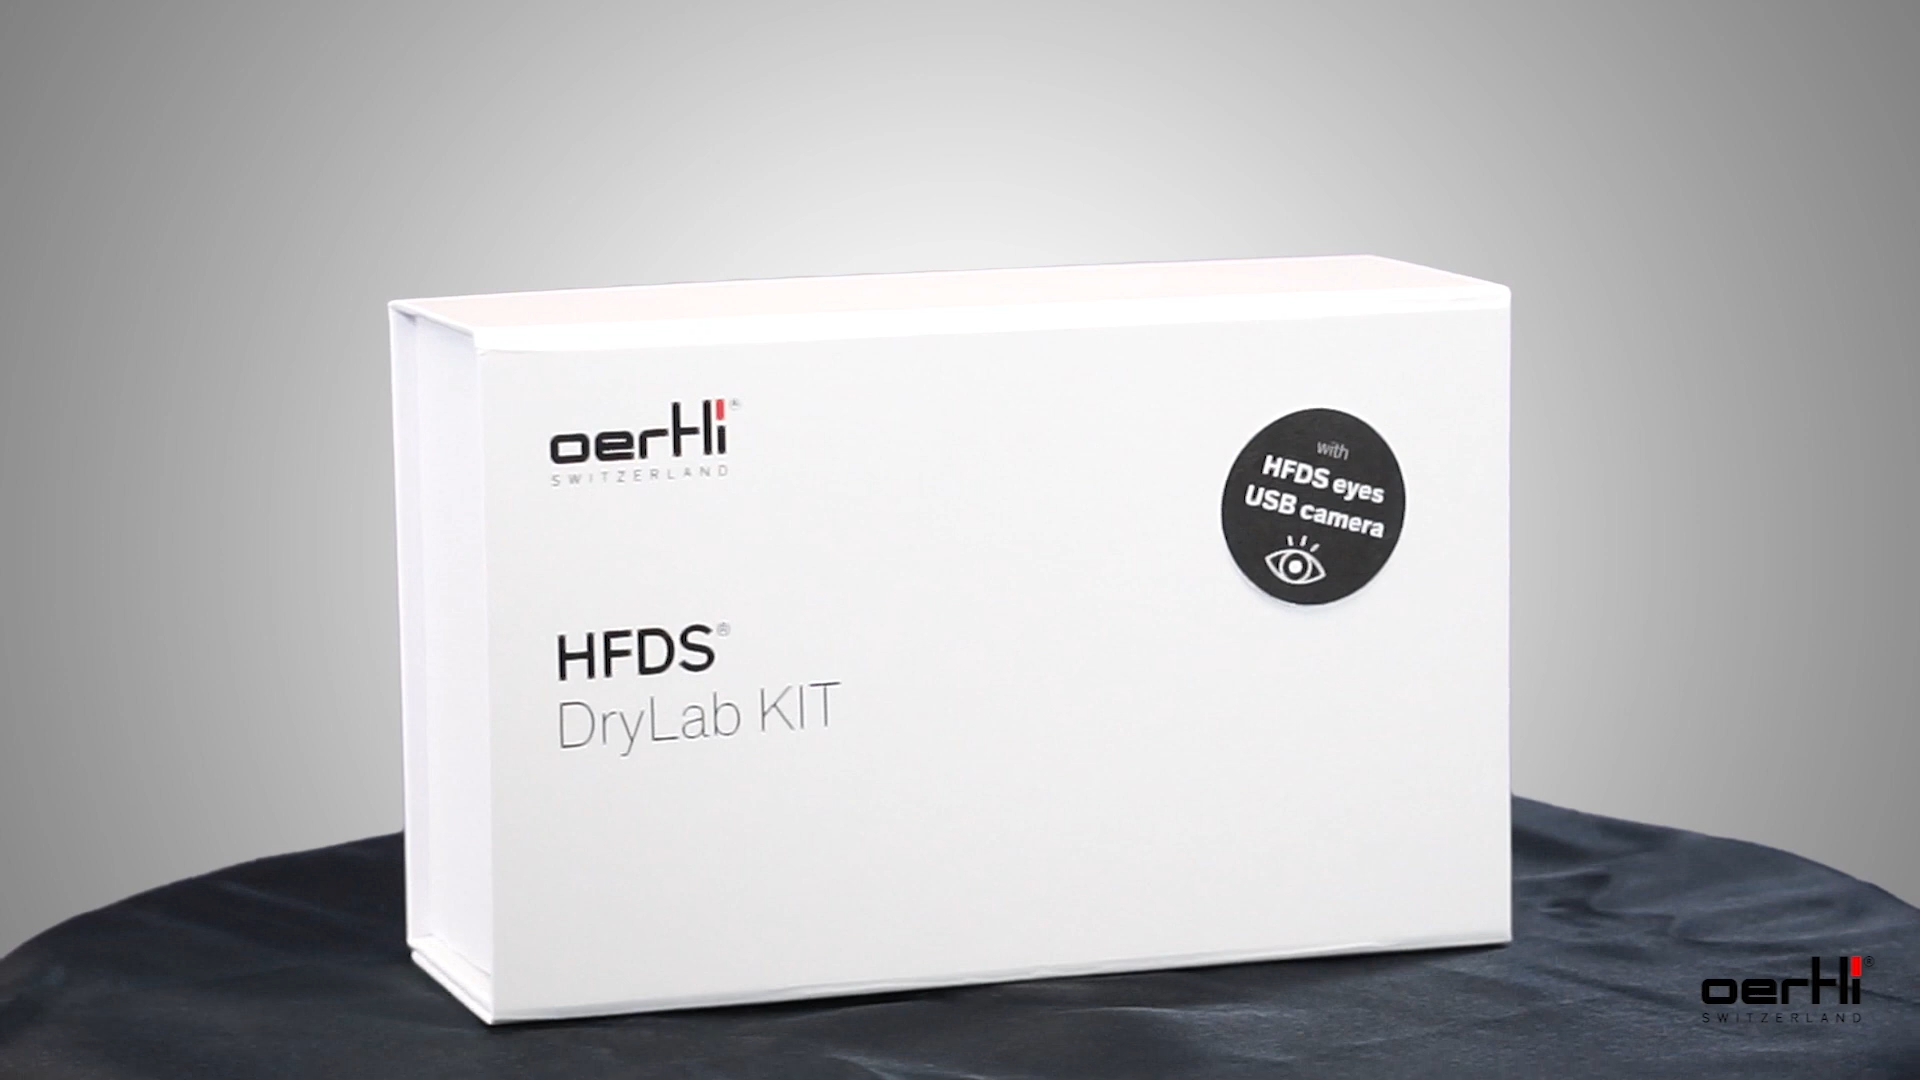 oertli®
SWITZERLAND
with
HFDS eyes
USB camera
HFDS®
DryLab KIT
oertli®
SWITZERLAND